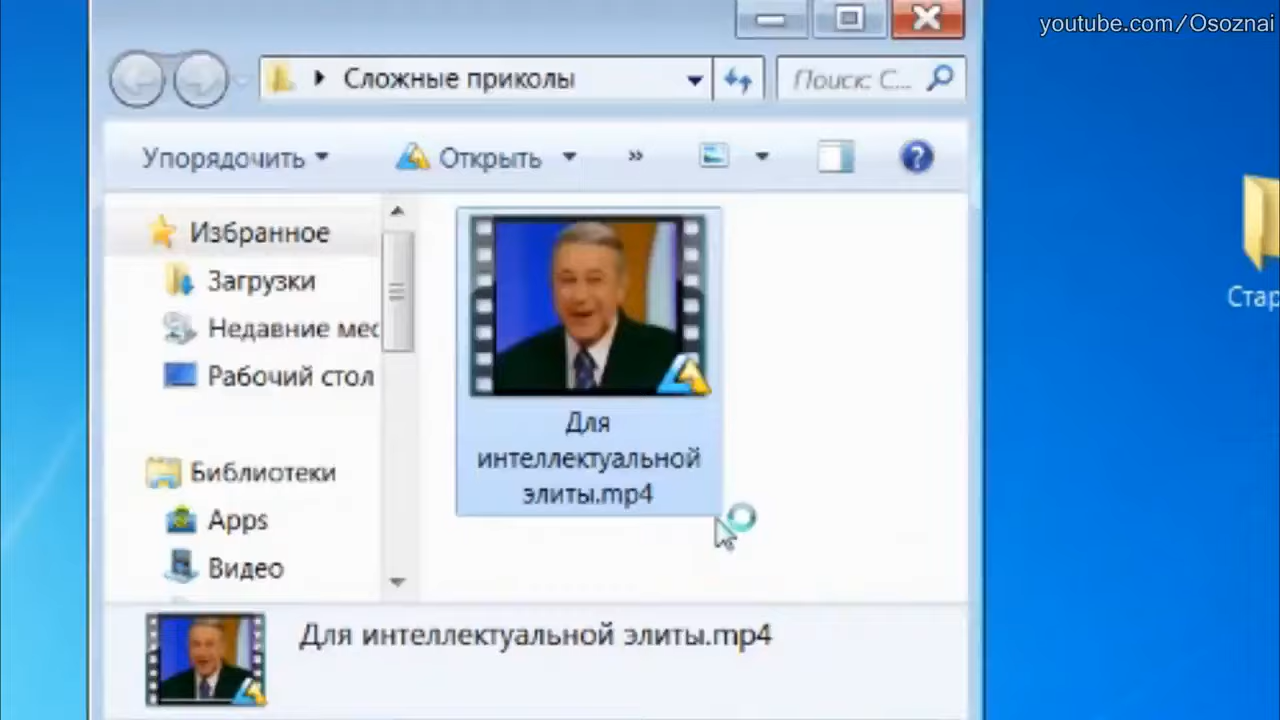 youtube.com/Osoznai
Сложные приколы
Поиск: С...
Упорядочить
Открыть
»
Избранное
Загрузки
Недавние мес
Рабочий стол
Библиотеки
Apps
Видео
Для
интеллектуальной
элиты.mp4
Стар
Для интеллектуальной элиты.mp4